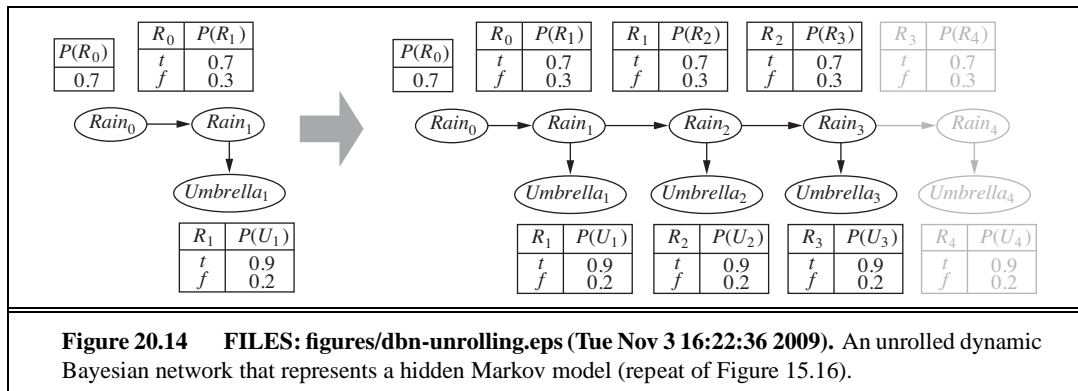 P(R0)
0.7
R0 P(R1)
t 0.7
f 0.3
Rain0 Rain1
Umbrella1
R1 P(U1)
t 0.9
f 0.2
P(R0)
0.7
R0 P(R1)
t 0.7
f 0.3
R1 P(R2)
t 0.7
f 0.3
R2 P(R3)
t 0.7
f 0.3
R3 P(R4)
t 0.7
f 0.3
Rain0 Rain1 Rain2 Rain3 Rain4
Umbrella1 Umbrella2 Umbrella3 Umbrella4
R1 P(U1)
t 0.9
f 0.2
R2 P(U2)
t 0.9
f 0.2
R3 P(U3)
t 0.9
f 0.2
R4 P(U4)
t 0.9
f 0.2
Figure 20.14 FILES: figures/dbn-unrolling.eps (Tue Nov 3 16:22:36 2009). An unrolled dynamic
Bayesian network that represents a hidden Markov model (repeat of Figure 15.16).